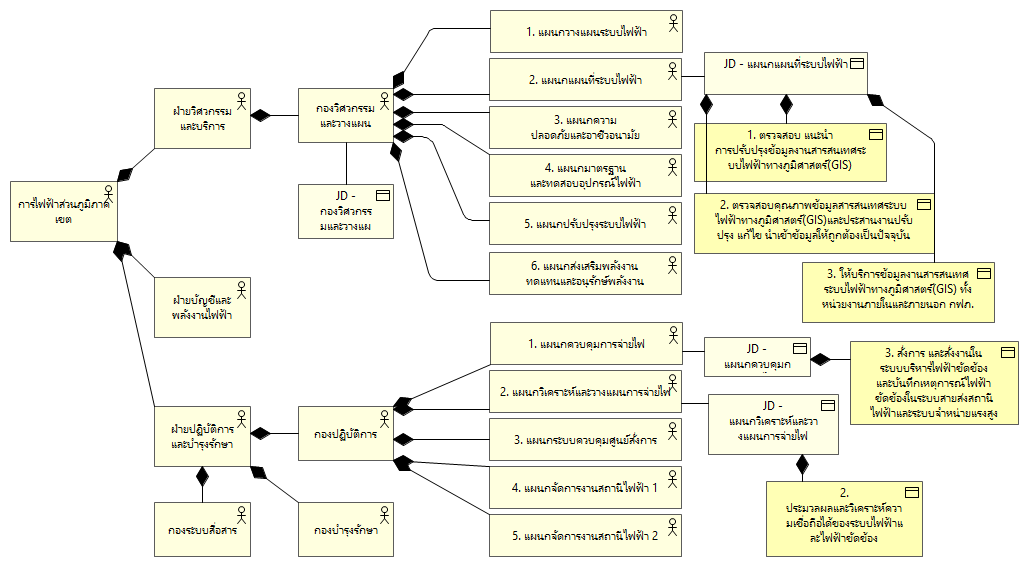 การไฟฟ้าส่วนภูมิภาค
เขต
ฝ่ายวิศวกรรม
และบริการ
กองวิศวกรรม
และวางแผน
JD -
กองวิศวกรร
มและวางแผ
1. แผนกวางแผนระบบไฟฟ้า
2. แผนกแผนที่ระบบไฟฟ้า
3. แผนกความ
ปลอดภัยและอาชีวอนามัย
4. แผนกมาตรฐาน
และทดสอบอุปกรณ์ไฟฟ้า
5. แผนกปรับปรุงระบบไฟฟ้า
6. แผนกส่งเสริมพลังงาน
ทดแทนและอนุรักษ์พลังงาน
JD - แผนกแผนที่ระบบไฟฟ้า
1. ตรวจสอบ แนะนำ
การปรับปรุงข้อมูลงานสารสนเทศระ
บบไฟฟ้าทางภูมิศาสตร์(GIS)
2. ตรวจสอบคุณภาพข้อมูลสารสนเทศระบบ
ไฟฟ้าทางภูมิศาสตร์(GIS)และประสานงานปรับ
ปรุง แก้ไข นำเข้าข้อมูลให้ถูกต้องเป็นปัจจุบัน
3. ให้บริการข้อมูลงานสารสนเทศ
ระบบไฟฟ้าทางภูมิศาสตร์(GIS) ทั้ง
หน่วยงานภายในและภายนอก กฟภ.
ฝ่ายบัญชีและ
พลังงานไฟฟ้า
ฝ่ายปฏิบัติการ
และบำรุงรักษา
กองปฏิบัติการ
กองระบบสื่อสาร
กองบำรุงรักษา
1. แผนกควบคุมการจ่ายไฟ
2. แผนกวิเคราะห์และวางแผนการจ่ายไฟ
3. แผนกระบบควบคุมศูนย์สั่งการ
4. แผนกจัดการงานสถานีไฟฟ้า 1
5. แผนกจัดการงานสถานีไฟฟ้า 2
JD -
แผนกควบคุมก
3. สั่งการ และสั่งงานใน
ระบบบริหารไฟฟ้าขัดข้อง
และบันทึกเหตุการณ์ไฟฟ้า
ขัดข้องในระบบสายส่งสถานี
ไฟฟ้าและระบบจำหน่ายแรงสูง
JD -
แผนกวิเคราะห์และวา
งแผนการจ่ายไฟ
2.
ประมวลผลและวิเคราะห์ควา
มเชื่อถือได้ของระบบไฟฟ้าแ
ละไฟฟ้าขัดข้อง